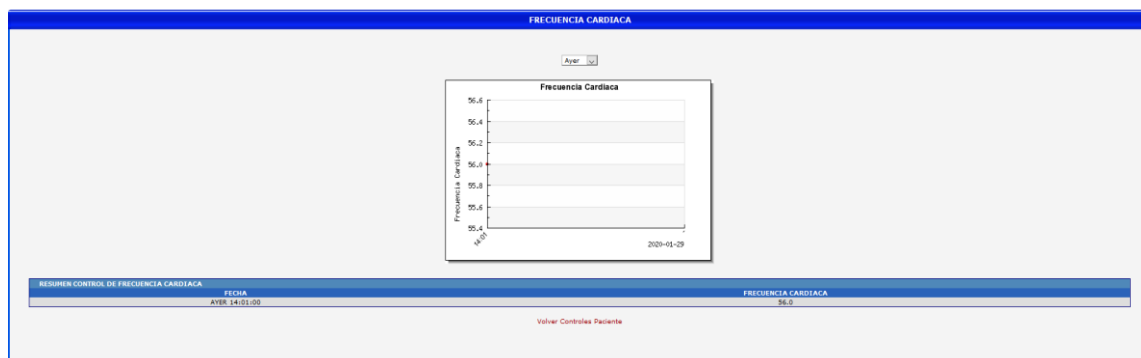 FRECUENCIA CARDIACA
Ayer
Frecuencia Cardiaca
Frecuencia Cardiaca
56.6
56.4
56.2
56.0
55.8
55.6
55.4
14:01
2020-01-29
RESUMEN CONTROL DE FRECUENCIA CARDIACA
FECHA FRECUENCIA CARDIACA
AYER 14:01:00 56.0
Volver Controles Paciente